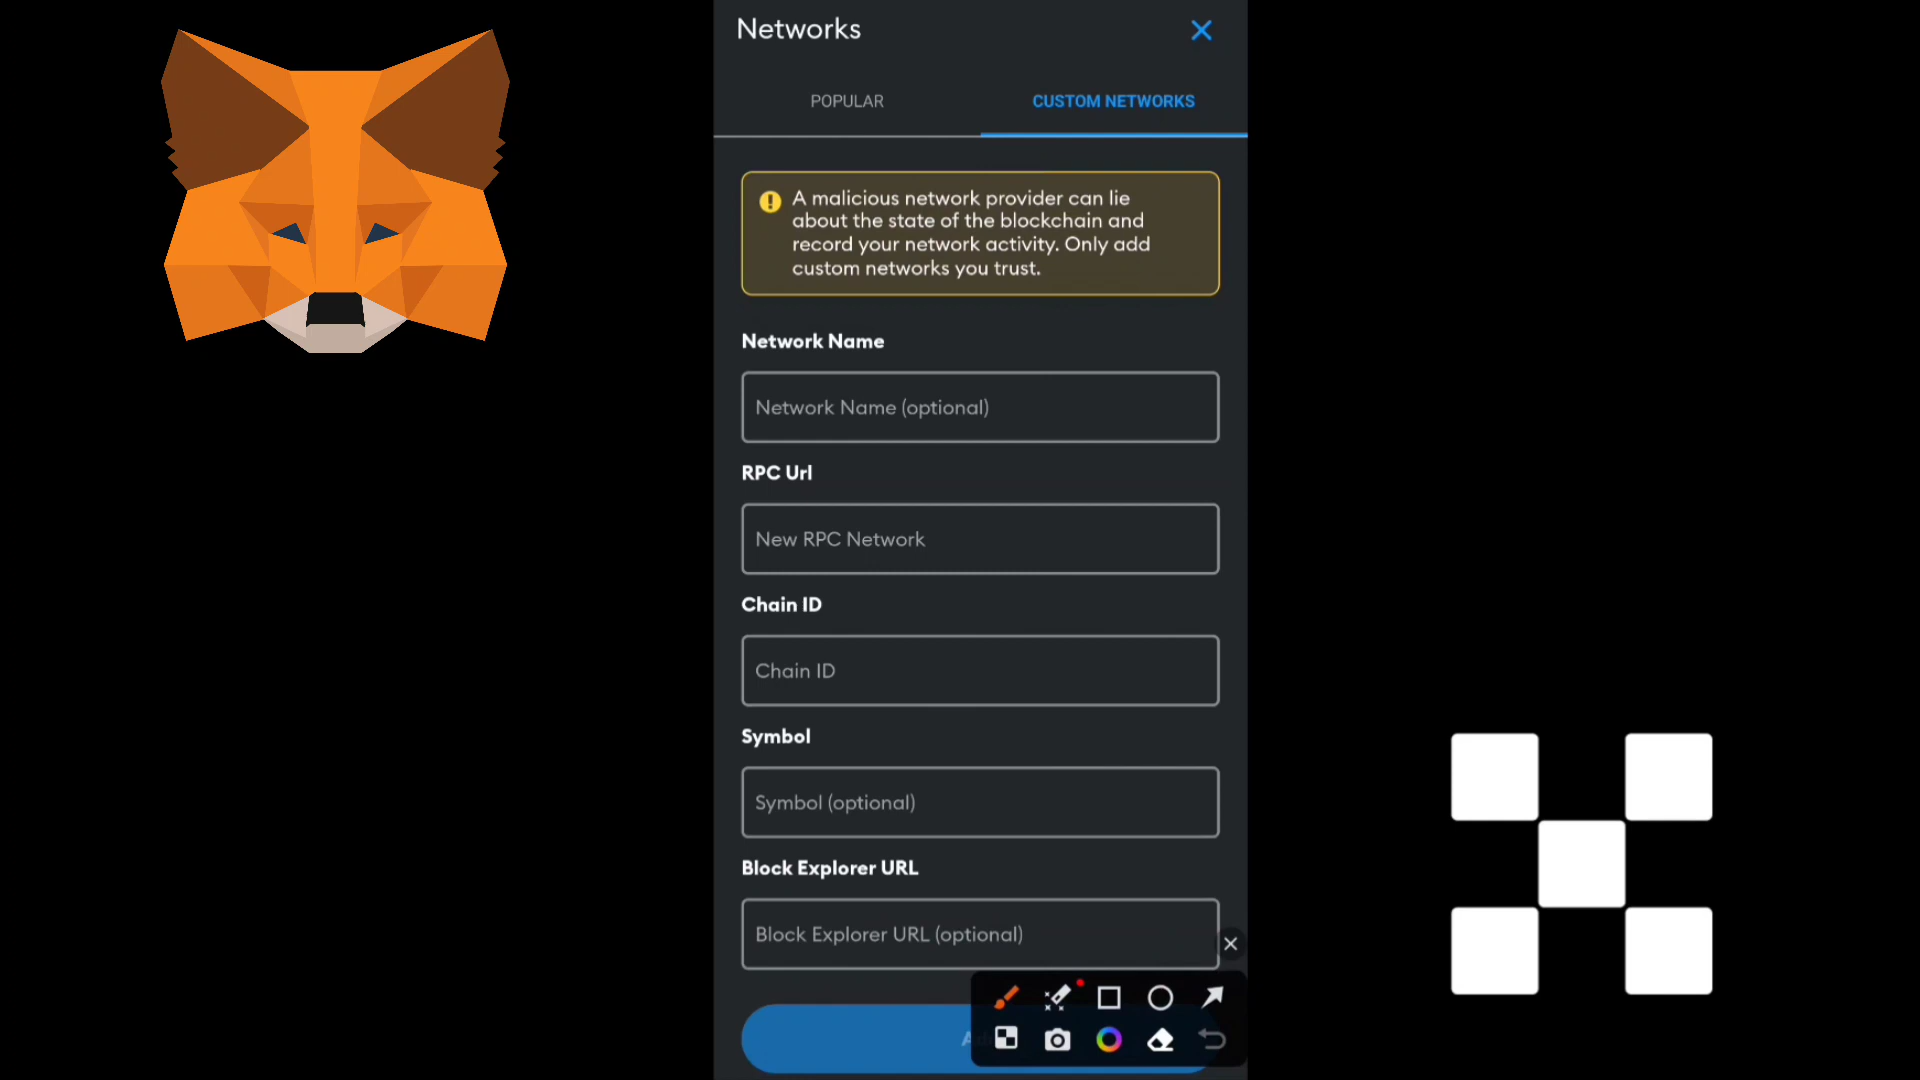 Networks
POPULAR
CUSTOM NETWORKS
A malicious network provider can lie
about the state of the blockchain and
record your network activity. Only add
custom networks you trust.
Network Name
Network Name (optional)
RPC Url
New RPC Network
Chain ID
Chain ID
Symbol
Symbol (optional)
Block Explorer URL
Block Explorer URL (optional)